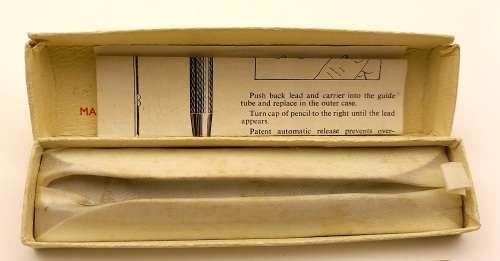 MA
Push back lead and carrier into the guide
tube and replace in the outer case.
Turn cap of pencil to the right until the lead
appears.
Patent automatic release prevents over-